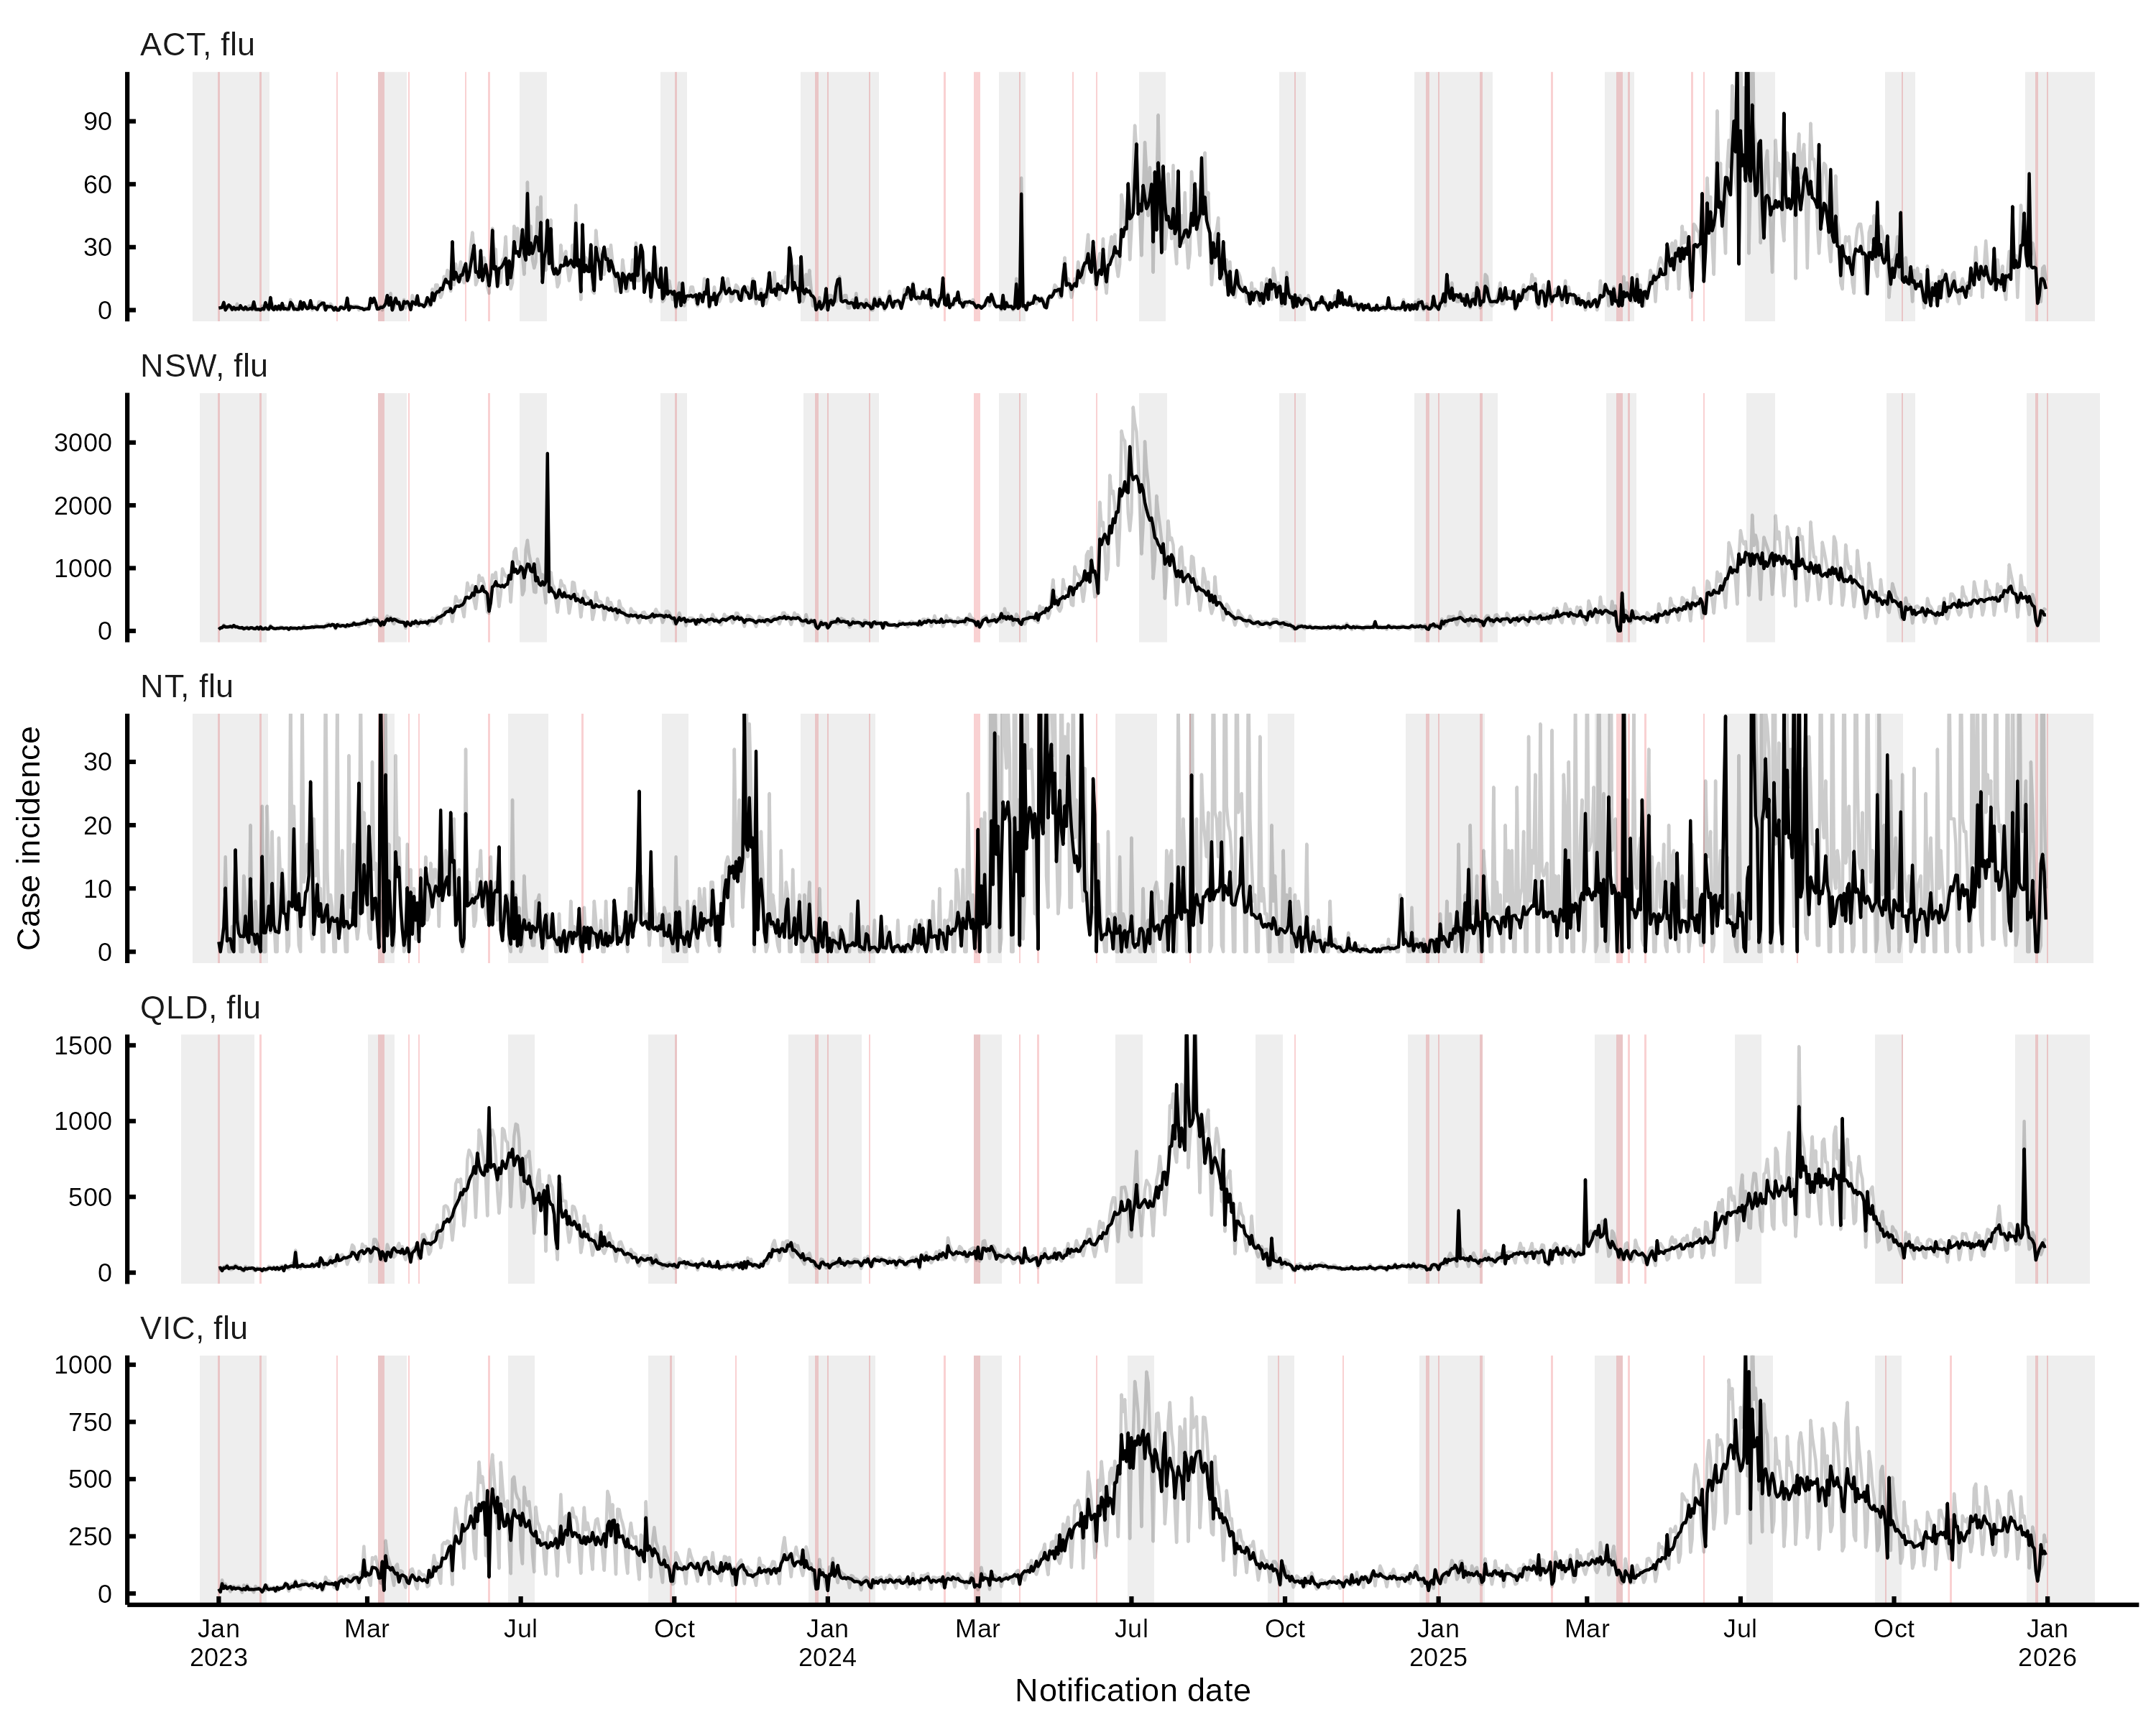 ACT, flu
90
60
30
0
NSW, flu
3000
2000
1000
0
NT, flu
30
20
10
0
QLD, flu
1500
1000
500
0
VIC, flu
1000
750
500
250
0
Case incidence
Jan Mar Jul Oct Jan Mar Jul Oct Jan Mar Jul Oct Jan
2023 2024 2025 2026
Notification date